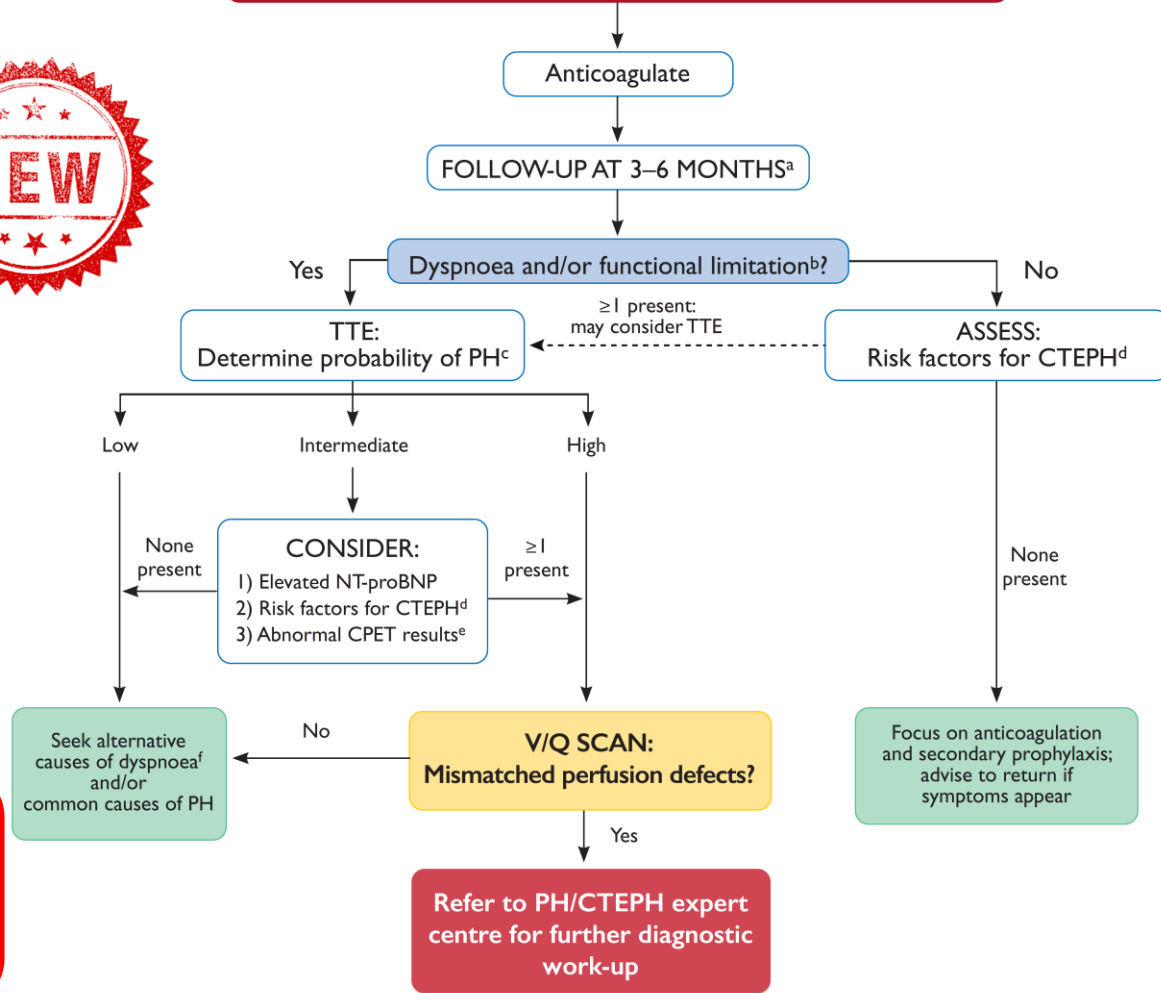 Anticoagulate
EW
FOLLOW-UP AT 3–6 MONTHSᵃ
Yes
Dyspnoea and/or functional limitationᵇ?
No
≥1 present:
may consider TTE
TTE:
Determine probability of PHᶜ
ASSESS:
Risk factors for CTEPHᵈ
Low
Intermediate
High
None
present
CONSIDER:
1) Elevated NT-proBNP
2) Risk factors for CTEPHᵈ
3) Abnormal CPET resultsᵉ
≥1
present
None
present
Seek alternative
causes of dyspnoeaᶠ
and/or
common causes of PH
No
V/Q SCAN:
Mismatched perfusion defects?
Focus on anticoagulation
and secondary prophylaxis;
advise to return if
symptoms appear
Yes
Refer to PH/CTEPH expert
centre for further diagnostic
work-up